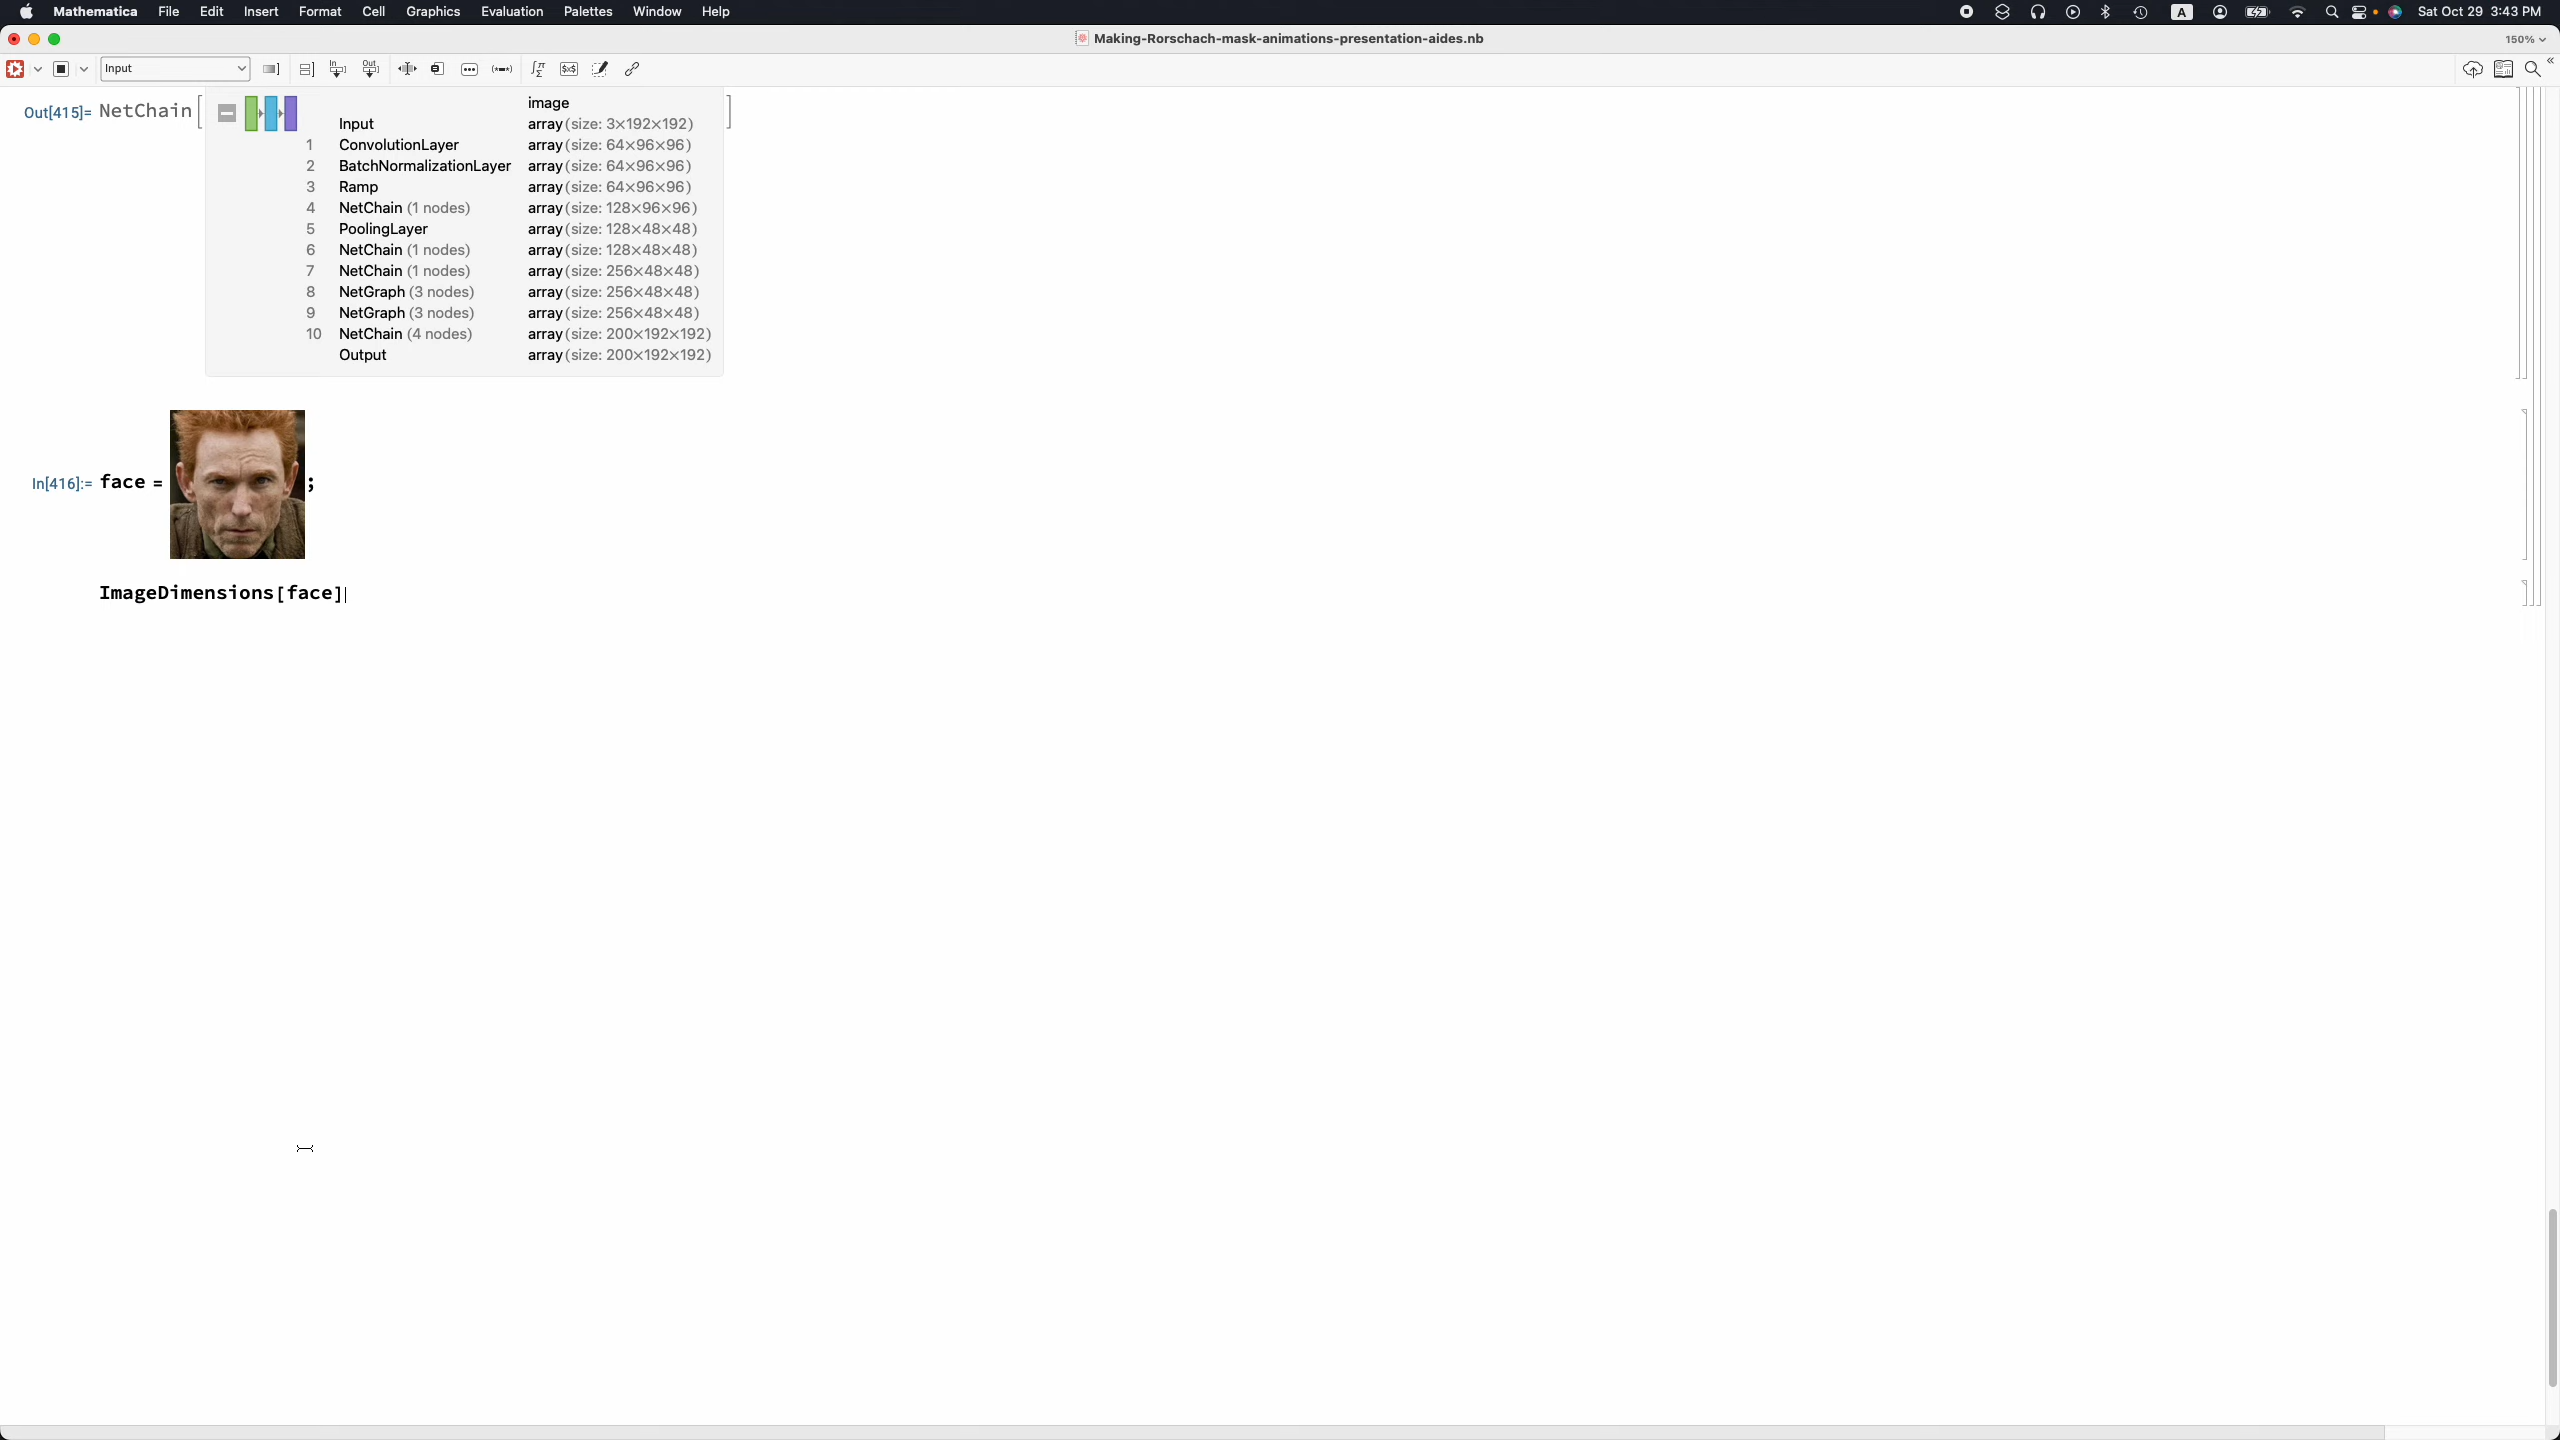 Mathematica File Edit Insert Format Cell Graphics Evaluation Palettes Window Help A Sat Oct 29 3:43 PM
Making-Rorschach-mask-animations-presentation-aides.nb 150%
Input In Out ∫π Σ $x$
image
Out[415]= NetChain[ ]
Input array (size: 3×192×192)
1 ConvolutionLayer array (size: 64×96×96)
2 BatchNormalizationLayer array (size: 64×96×96)
3 Ramp array (size: 64×96×96)
4 NetChain (1 nodes) array (size: 128×96×96)
5 PoolingLayer array (size: 128×48×48)
6 NetChain (1 nodes) array (size: 128×48×48)
7 NetChain (1 nodes) array (size: 256×48×48)
8 NetGraph (3 nodes) array (size: 256×48×48)
9 NetGraph (3 nodes) array (size: 256×48×48)
10 NetChain (4 nodes) array (size: 200×192×192)
Output array (size: 200×192×192)
In[416]:= face = ;
ImageDimensions[face]